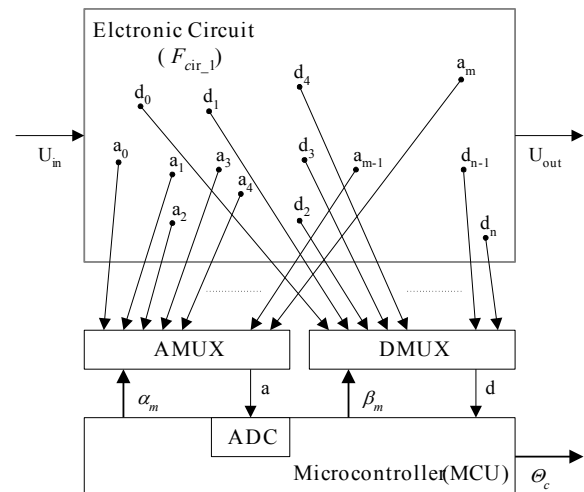 Elctronic Circuit
( F_cir_1)
d_0
d_1
d_4
a_m
U_in
U_out
a_0
a_1
a_3
d_3
a_m-1
d_n-1
a_4
a_2
d_2
d_n
AMUX
DMUX
α_m
a
β_m
d
ADC
Microcontroller(MCU)
Θ_c